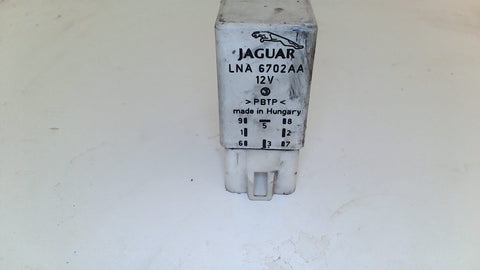 JAGUAR
LNA 6702AA
12V
>PBTP<
made in Hungary
9 8
5
1 2
6 3 7